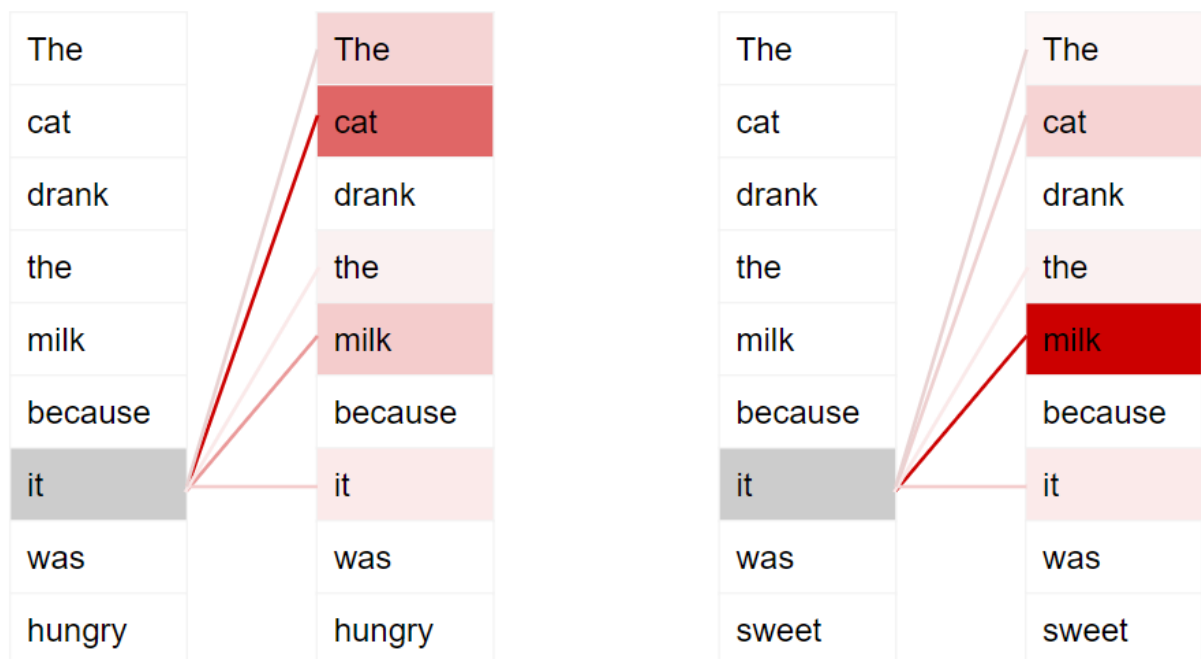 The The The The
cat cat cat cat
drank drank drank drank
the the the the
milk milk milk milk
because because because because
it it it it
was was was was
hungry hungry sweet sweet